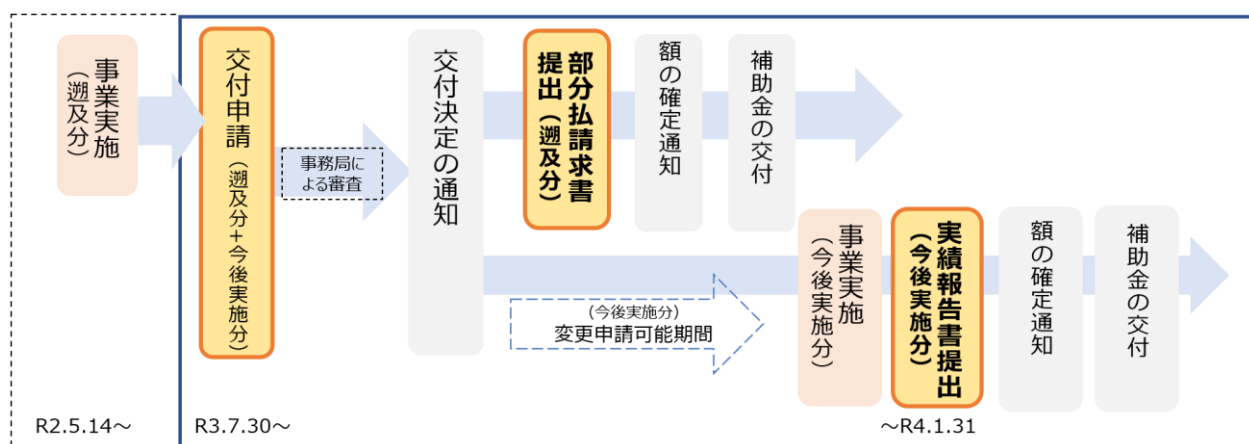 事業実施
(遡及分)
交付申請
(遡及分+今後実施分)
事務局に
よる審査
交付決定の通知
部分払請求書
提出(遡及分)
額の確定通知
補助金の交付
(今後実施分)
変更申請可能期間
事業実施
(今後実施分)
実績報告書提出
(今後実施分)
額の確定通知
補助金の交付
R2.5.14～
R3.7.30～
～R4.1.31